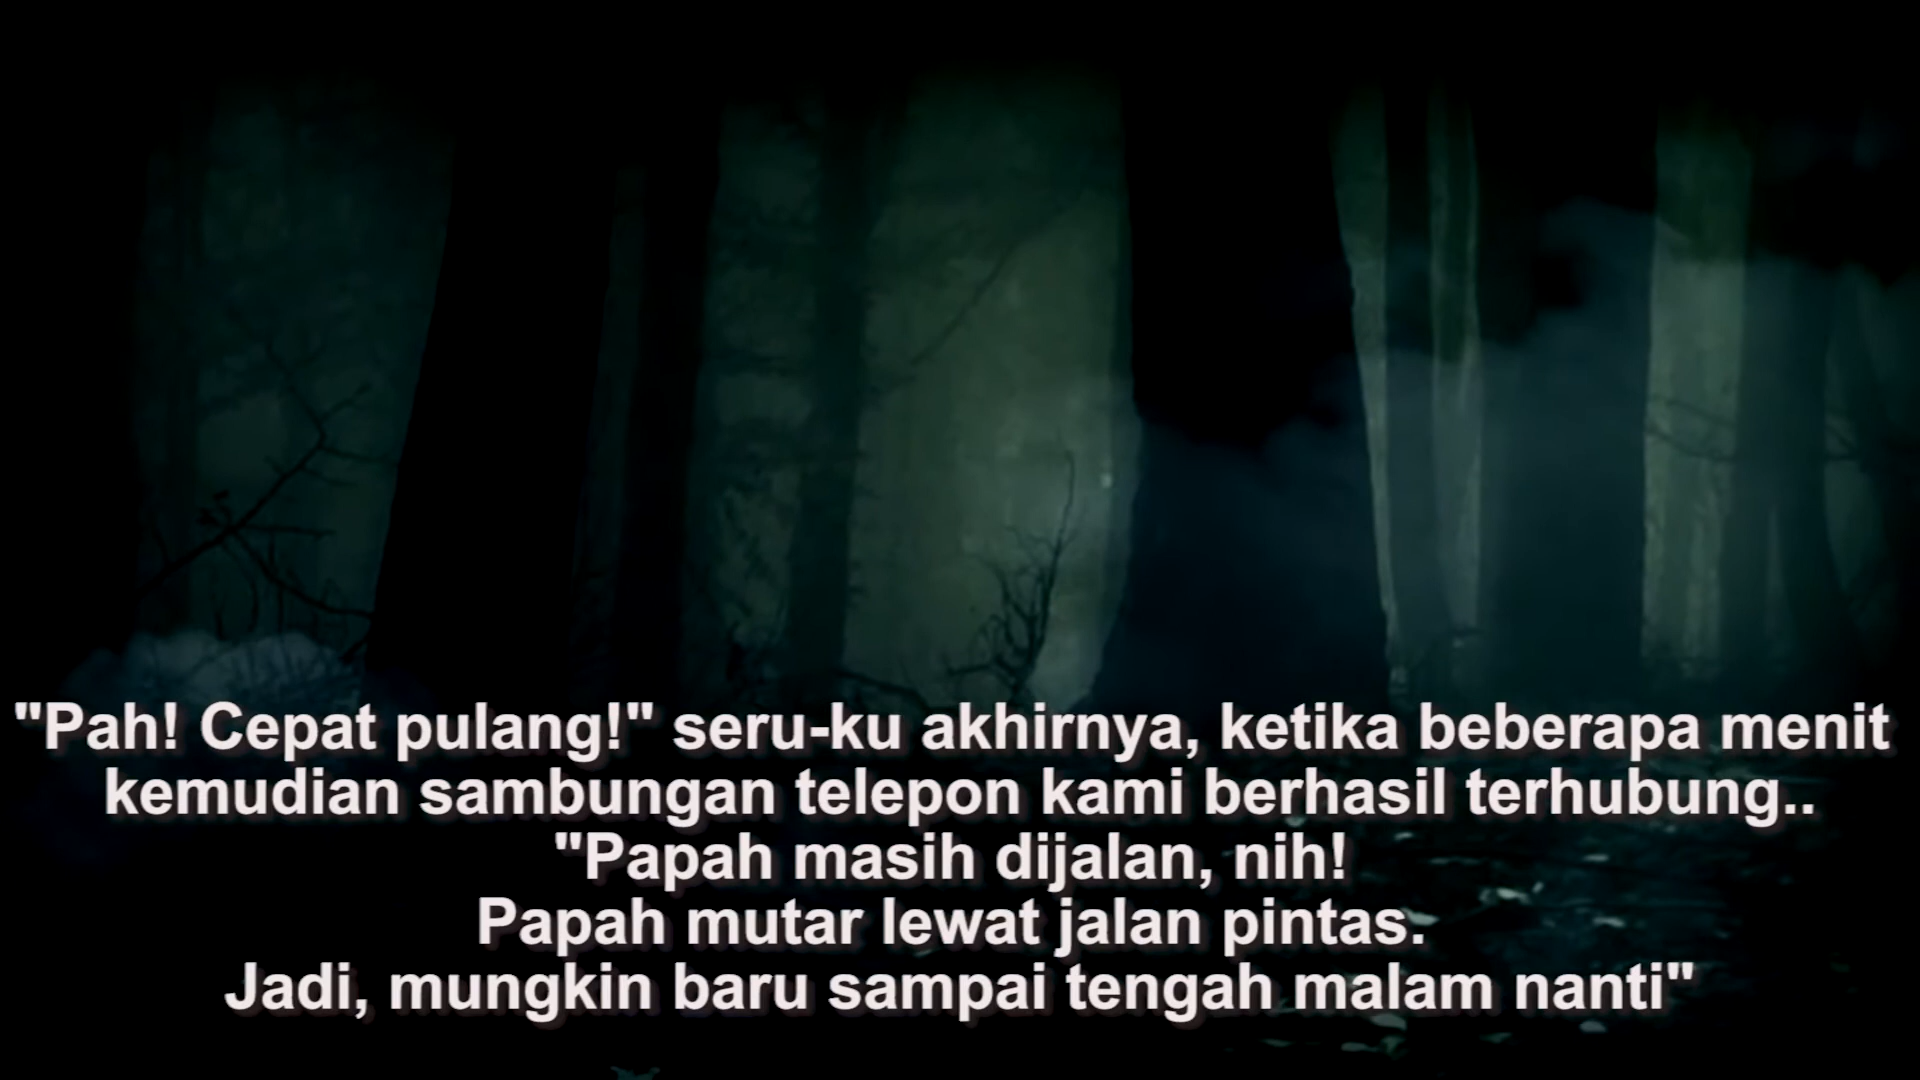 "Pah! Cepat pulang!" seru-ku akhirnya, ketika beberapa menit
kemudian sambungan telepon kami berhasil terhubung..
"Papah masih dijalan, nih!
Papah mutar lewat jalan pintas.
Jadi, mungkin baru sampai tengah malam nanti"